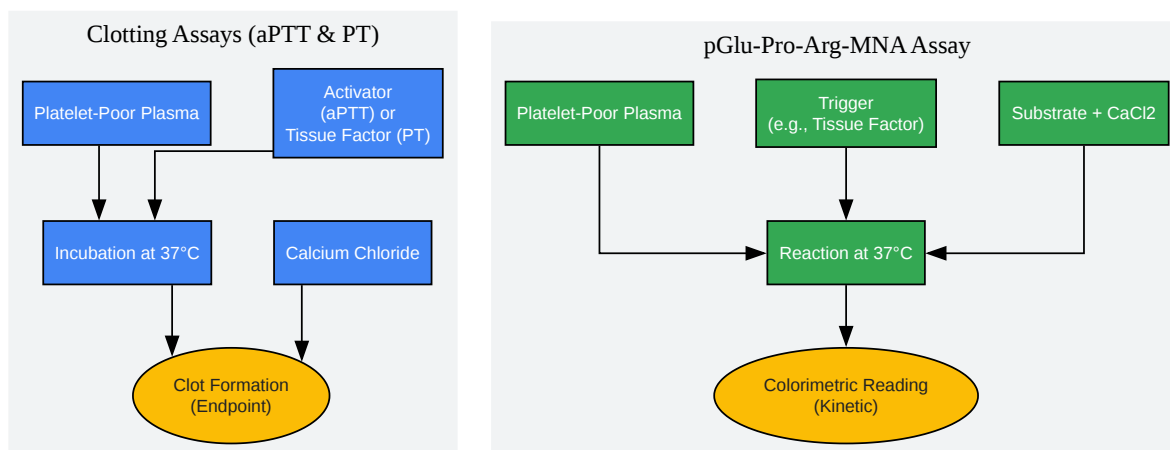 Clotting Assays (aPTT & PT)
Platelet-Poor Plasma
Activator
(aPTT) or
Tissue Factor (PT)
Incubation at 37°C
Calcium Chloride
Clot Formation
(Endpoint)
pGlu-Pro-Arg-MNA Assay
Platelet-Poor Plasma
Trigger
(e.g., Tissue Factor)
Substrate + CaCl2
Reaction at 37°C
Colorimetric Reading
(Kinetic)